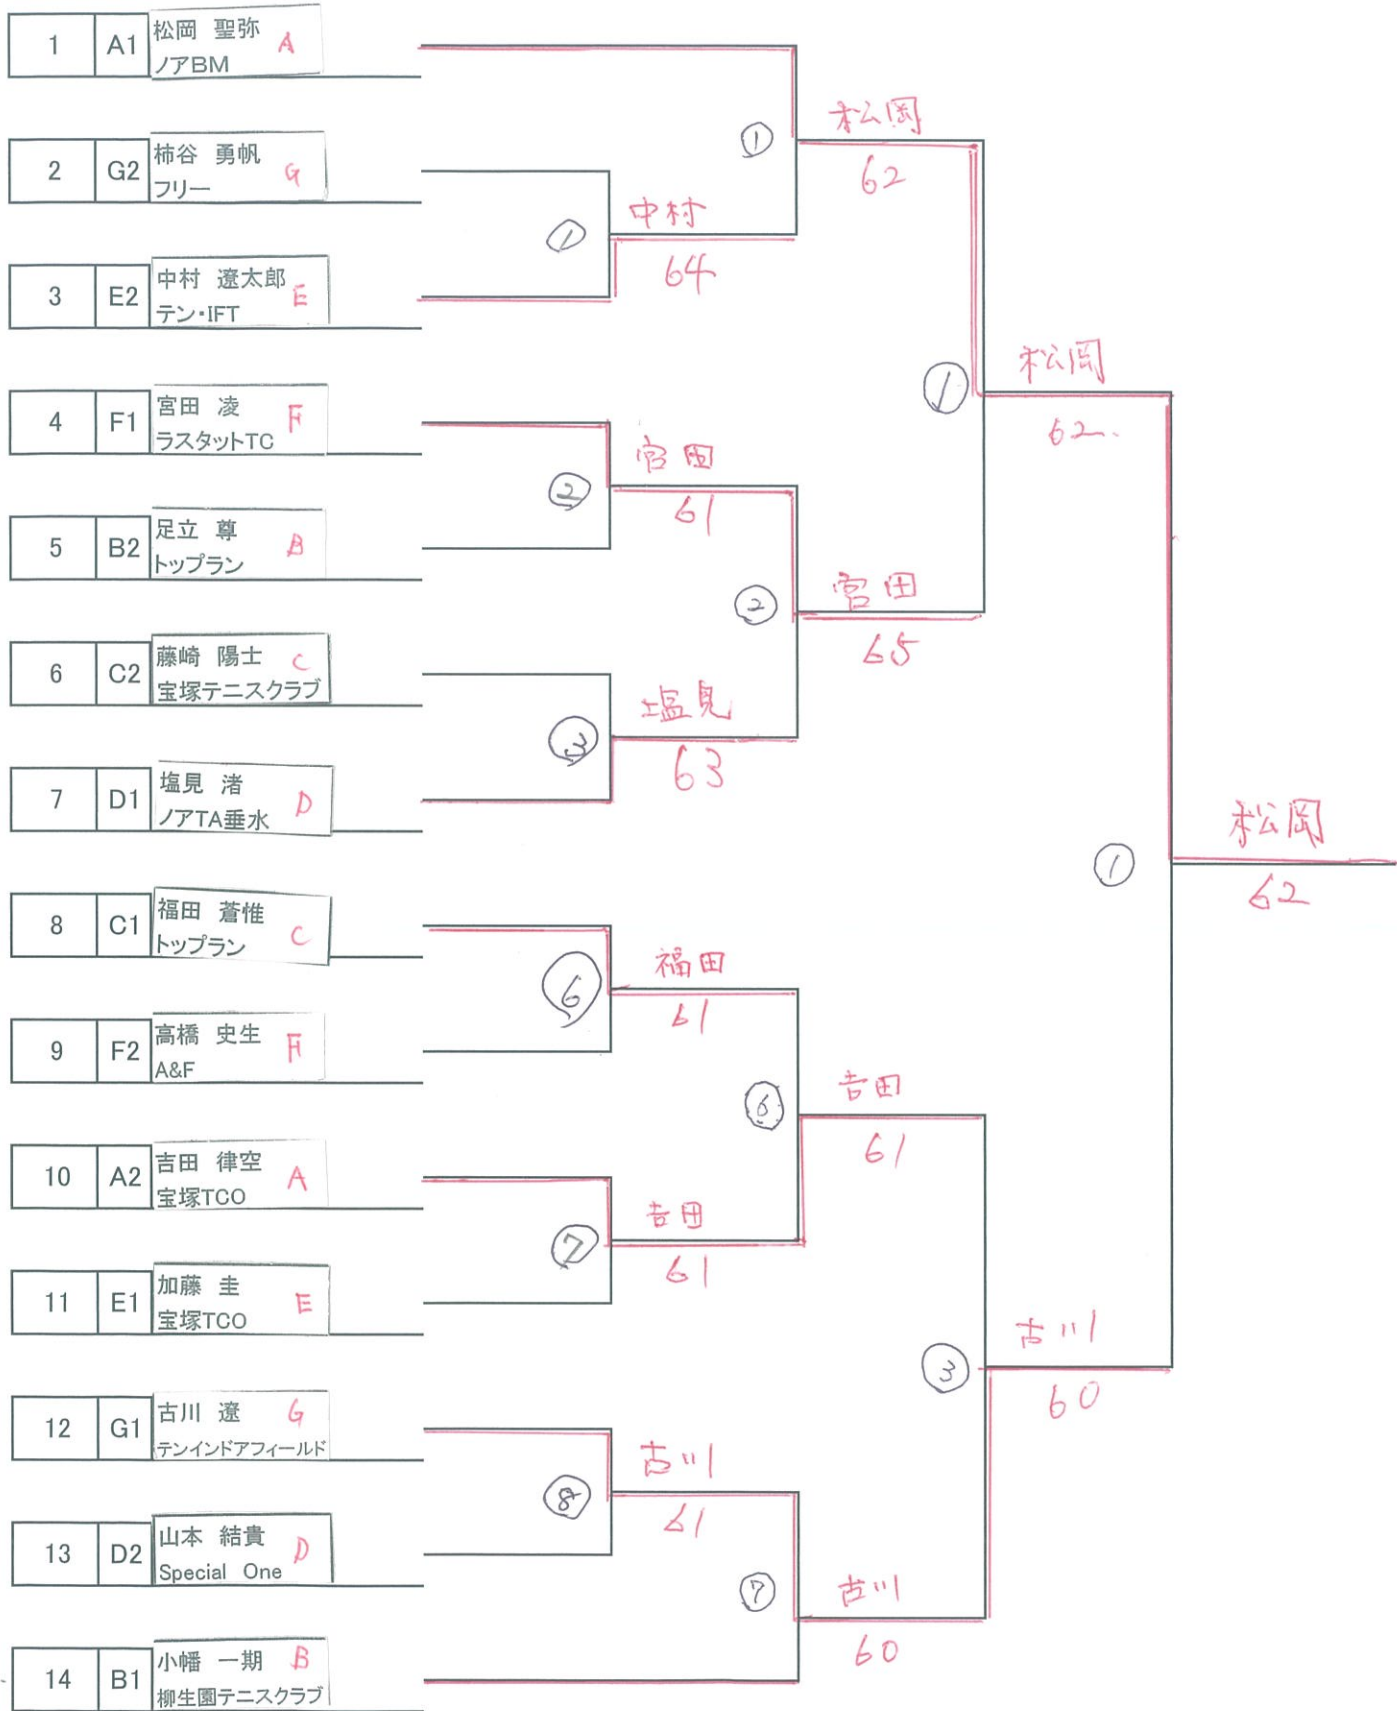 1 A1 松岡 聖弥 A
ノアBM
松岡
①
62
2 G2 柿谷 勇帆 G
フリー
中村
①
64
3 E2 中村 遼太郎 E
テン・IFT
松岡
①
62.
4 F1 宮田 凌 F
ラスタットTC
宮田
②
61
5 B2 足立 尊 B
トップラン
宮田
②
65
6 C2 藤崎 陽士 C
宝塚テニスクラブ
塩見
③
63
7 D1 塩見 渚 D
ノアTA垂水
松岡
①
62
8 C1 福田 蒼惟 C
トップラン
福田
⑥
61
9 F2 高橋 史生 F
A&F
吉田
⑥
61
10 A2 吉田 律空 A
宝塚TCO
吉田
⑦
61
11 E1 加藤 圭 E
宝塚TCO
古川
③
60
12 G1 古川 遼 G
テンインドアフィールド
古川
⑧
61
13 D2 山本 結貴 D
Special One
古川
⑦
60
14 B1 小幡 一期 B
柳生園テニスクラブ